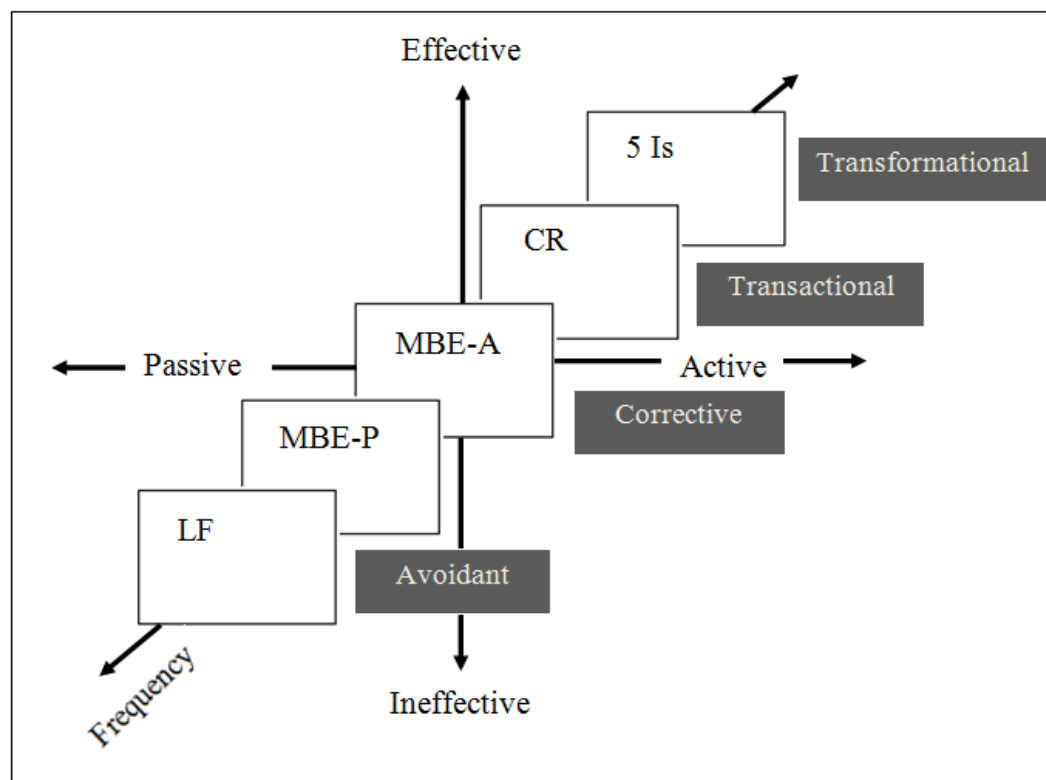 Effective
5 Is
Transformational
CR
Transactional
MBE-A
Passive
Active
Corrective
MBE-P
LF
Avoidant
Frequency
Ineffective